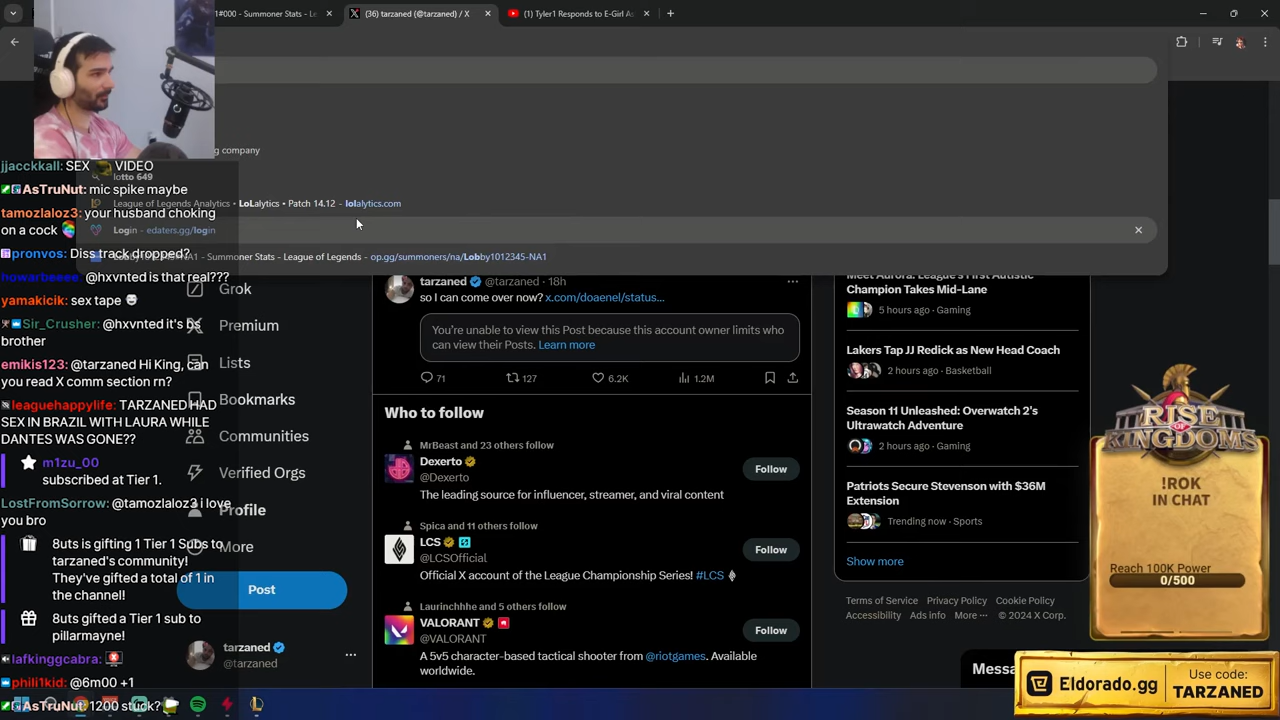 1#000 - Summoner Stats - Le
(36) tarzaned (@tarzaned) / X
(1) Tyler1 Responds to E-Girl As
g company
lotto 649
League of Legends Analytics • LoLalytics • Patch 14.12 - lolalytics.com
Login - edaters.gg/login
- Summoner Stats - League of Legends - op.gg/summoners/na/Lobby1012345-NA1
jjacckkall: SEX VIDEO
AsTruNut: mic spike maybe
tamozlaloz3: your husband choking
on a cock
pronvos: Diss track dropped?
howarbeeee: @hxvnted is that real???
yamakicik: sex tape
Sir_Crusher: @hxvnted it's bs
brother
emikis123: @tarzaned Hi King, can
you read X comm section rn?
leaguehappylife: TARZANED HAD
SEX IN BRAZIL WITH LAURA WHILE
DANTES WAS GONE??
m1zu_00
subscribed at Tier 1.
LostFromSorrow: @tamozlaloz3 i love
you bro
8uts is gifting 1 Tier 1 Subs to
tarzaned's community!
They've gifted a total of 1 in
the channel!
8uts gifted a Tier 1 sub to
pillarmayne!
lafkinggcabra:
phili1kid: @6m00 +1
AsTruNut: 1200 stuck?
Grok
Premium
Lists
Bookmarks
Communities
Verified Orgs
Profile
More
Post
tarzaned
@tarzaned
tarzaned @tarzaned · 18h
so I can come over now? x.com/doaenel/status…
You're unable to view this Post because this account owner limits who
can view their Posts. Learn more
71 127 6.2K 1.2M
Who to follow
MrBeast and 23 others follow
Dexerto
@Dexerto
Follow
The leading source for influencer, streamer, and viral content
Spica and 11 others follow
LCS
@LCSOfficial
Follow
Official X account of the League Championship Series! #LCS
Laurinchhe and 5 others follow
VALORANT
@VALORANT
Follow
A 5v5 character-based tactical shooter from @riotgames. Available
worldwide.
Meet Aurora: League's First Autistic
Champion Takes Mid-Lane
5 hours ago · Gaming
Lakers Tap JJ Redick as New Head Coach
2 hours ago · Basketball
Season 11 Unleashed: Overwatch 2's
Ultrawatch Adventure
2 hours ago · Gaming
Patriots Secure Stevenson with $36M
Extension
Trending now · Sports
Show more
Terms of Service Privacy Policy Cookie Policy
Accessibility Ads info More ··· © 2024 X Corp.
Messa
RISE OF
KINGDOMS
!ROK
IN CHAT
Reach 100K Power
0/500
Eldorado.gg
Use code:
TARZANED